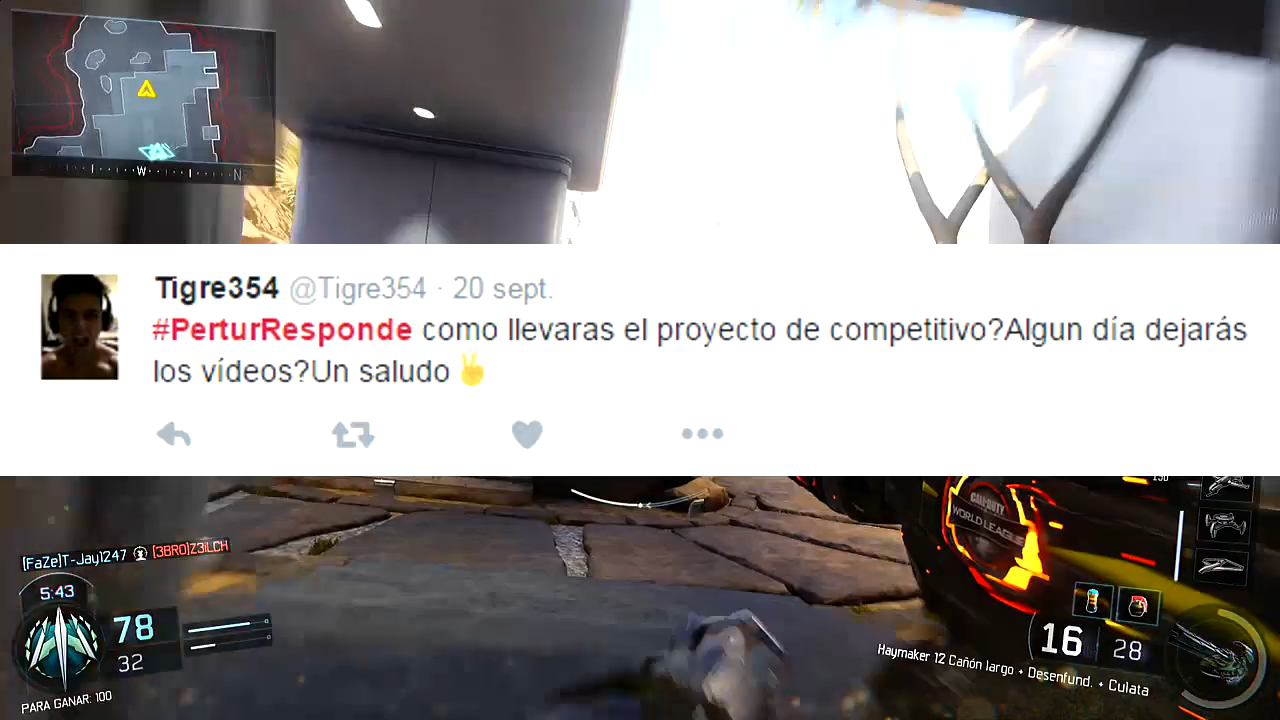 W
N
Tigre354 @Tigre354 · 20 sept.
#PerturResponde como llevaras el proyecto de competitivo?Algun día dejarás
los vídeos?Un saludo ✌
CALL OF DUTY
WORLD LEAGUE
[FaZe]T-Jay1247 [3BRO]Z3iLCH
5:43
78
32
PARA GANAR: 100
16 28
Haymaker 12 Cañón largo + Desenfund. + Culata